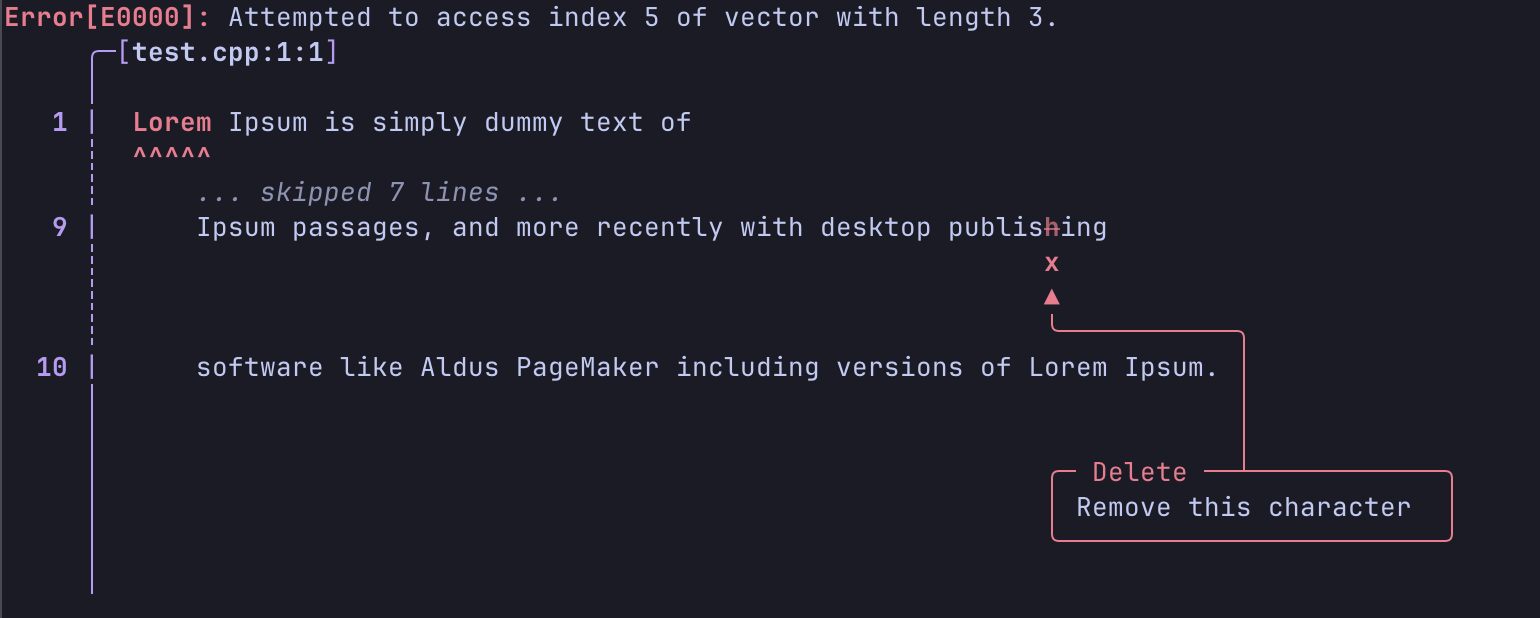 Error[E0000]: Attempted to access index 5 of vector with length 3.
[test.cpp:1:1]
1 | Lorem Ipsum is simply dummy text of
^^^^^
... skipped 7 lines ...
9 | Ipsum passages, and more recently with desktop publishing
x
▲
10 | software like Aldus PageMaker including versions of Lorem Ipsum.
Delete
Remove this character